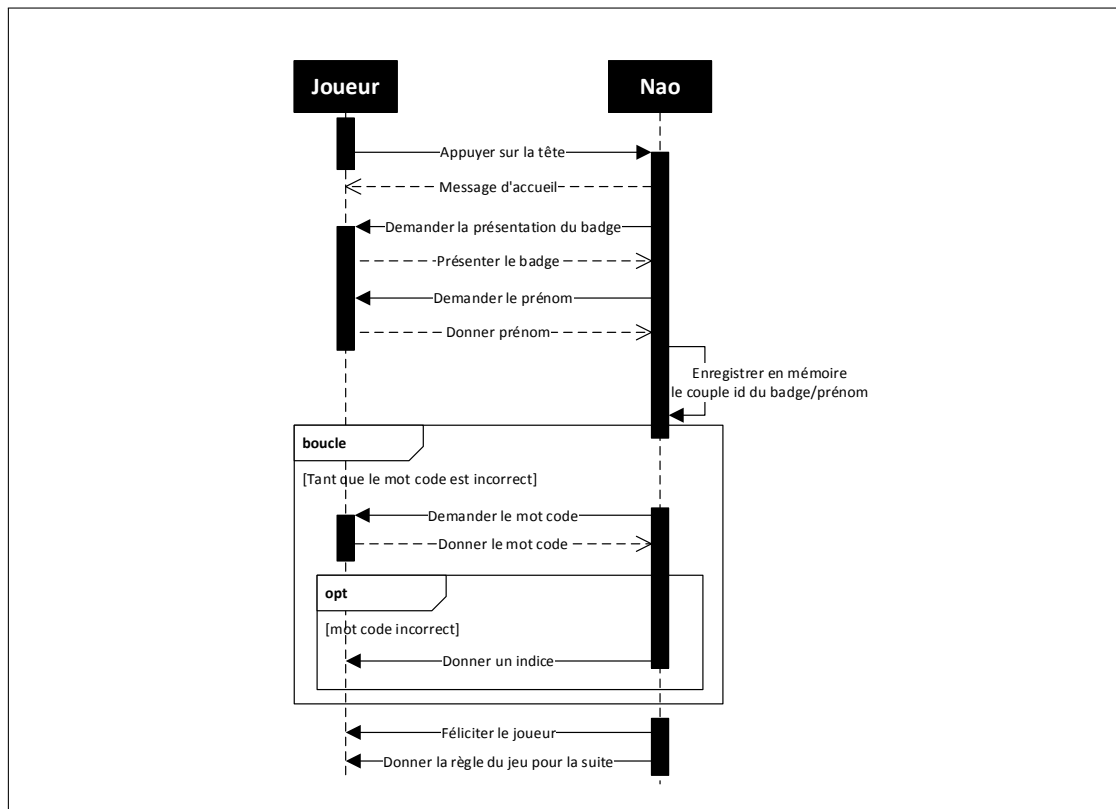 Joueur
Nao
Appuyer sur la tête
Message d'accueil
Demander la présentation du badge
Présenter le badge
Demander le prénom
Donner prénom
Enregistrer en mémoire
le couple id du badge/prénom
boucle
[Tant que le mot code est incorrect]
Demander le mot code
Donner le mot code
opt
[mot code incorrect]
Donner un indice
Féliciter le joueur
Donner la règle du jeu pour la suite